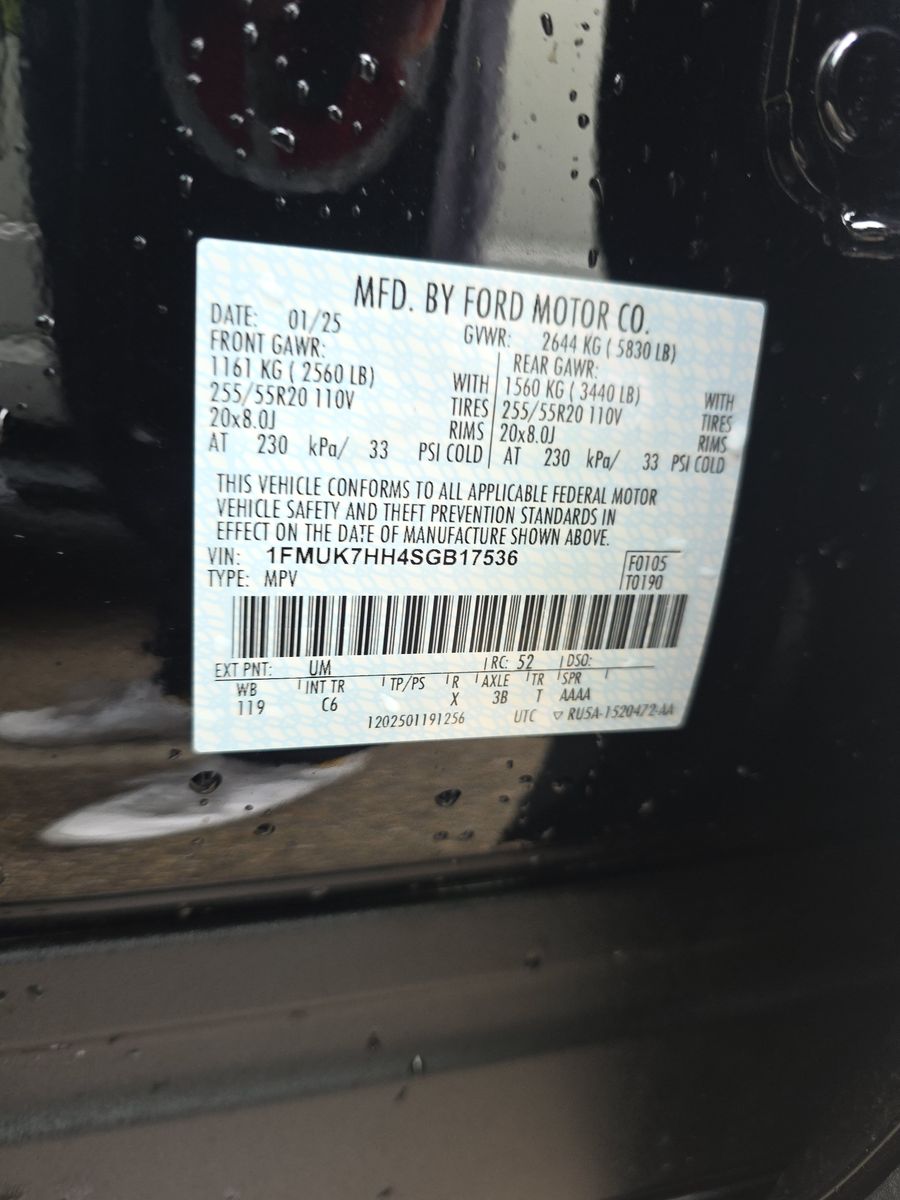 MFD. BY FORD MOTOR CO.
DATE: 01/25 GVWR: 2644 KG ( 5830 LB)
FRONT GAWR: REAR GAWR:
1161 KG ( 2560 LB) WITH 1560 KG ( 3440 LB) WITH
255/55R20 110V TIRES 255/55R20 110V TIRES
20x8.0J RIMS 20x8.0J RIMS
AT 230 kPa/ 33 PSI COLD AT 230 kPa/ 33 PSI COLD
THIS VEHICLE CONFORMS TO ALL APPLICABLE FEDERAL MOTOR
VEHICLE SAFETY AND THEFT PREVENTION STANDARDS IN
EFFECT ON THE DATE OF MANUFACTURE SHOWN ABOVE.
VIN: 1FMUK7HH4SGB17536 F0105
TYPE: MPV T0190
EXT PNT: UM RC: 52 DSO:
WB INT TR TP/PS R AXLE TR SPR
119 C6 X 3B T AAAA
1202501191256 UTC ▽ RU5A-1520472-AA